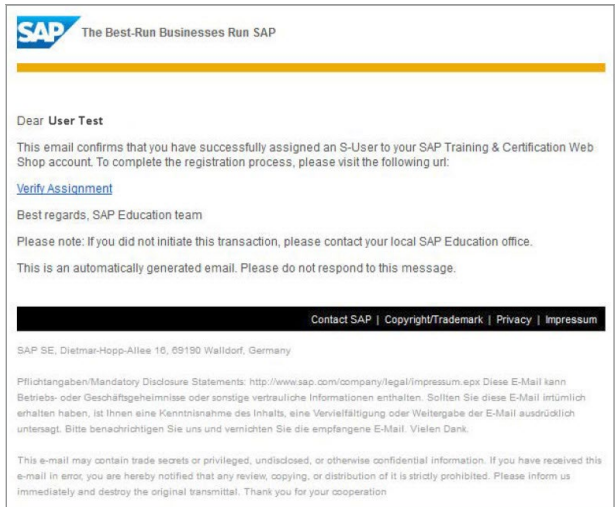 SAP The Best-Run Businesses Run SAP
Dear User Test
This email confirms that you have successfully assigned an S-User to your SAP Training & Certification Web
Shop account. To complete the registration process, please visit the following url:
Verify Assignment
Best regards, SAP Education team
Please note: If you did not initiate this transaction, please contact your local SAP Education office.
This is an automatically generated email. Please do not respond to this message.
Contact SAP | Copyright/Trademark | Privacy | Impressum
SAP SE, Dietmar-Hopp-Allee 16, 69190 Walldorf, Germany
Pflichtangaben/Mandatory Disclosure Statements: http://www.sap.com/company/legal/impressum.epx Diese E-Mail kann
Betriebs- oder Geschäftsgeheimnisse oder sonstige vertrauliche Informationen enthalten. Sollten Sie diese E-Mail irrtümlich
erhalten haben, ist Ihnen eine Kenntnisnahme des Inhalts, eine Vervielfältigung oder Weitergabe der E-Mail ausdrücklich
untersagt. Bitte benachrichtigen Sie uns und vernichten Sie die empfangene E-Mail. Vielen Dank.
This e-mail may contain trade secrets or privileged, undisclosed, or otherwise confidential information. If you have received this
e-mail in error, you are hereby notified that any review, copying, or distribution of it is strictly prohibited. Please inform us
immediately and destroy the original transmittal. Thank you for your cooperation